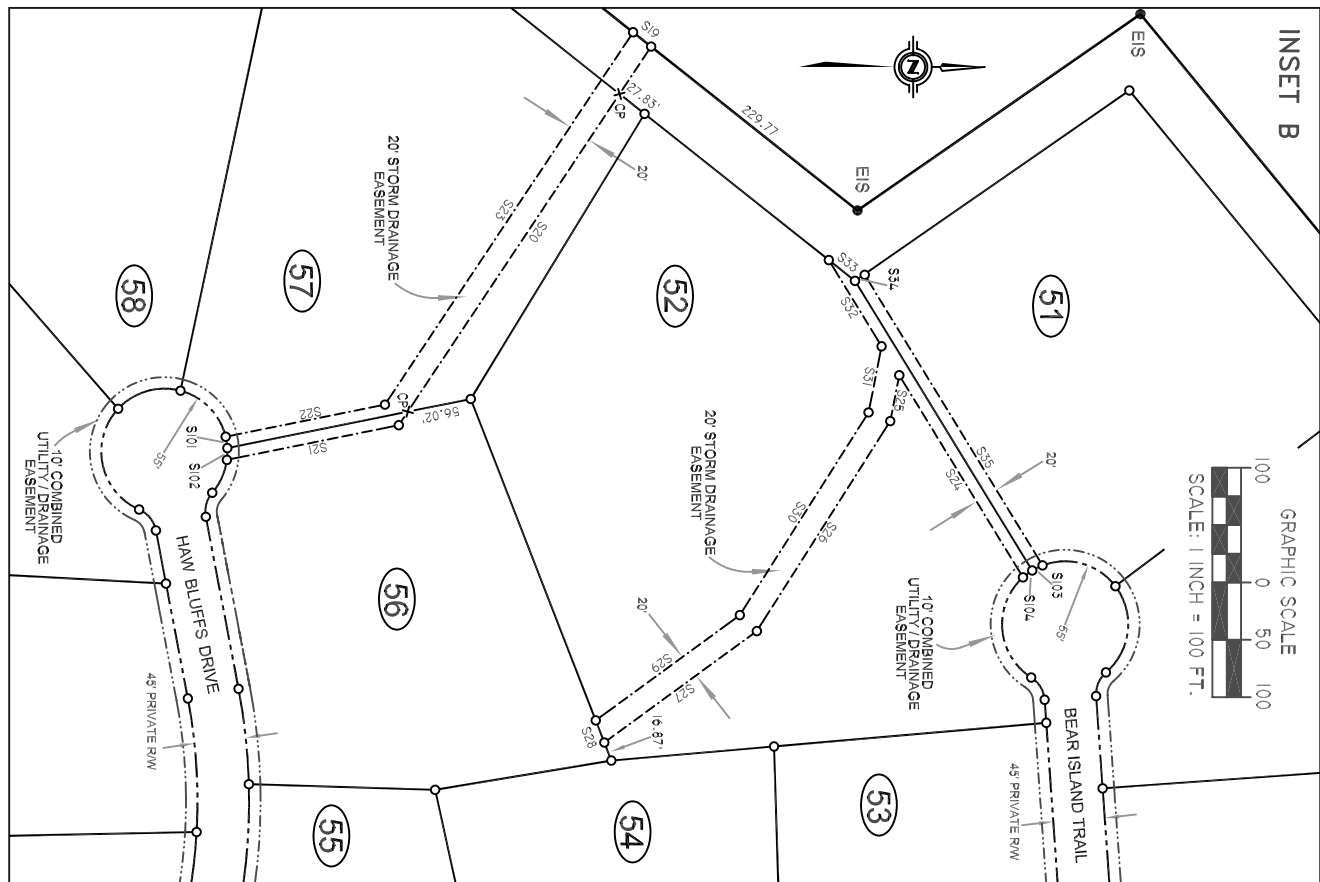 INSET B
GRAPHIC SCALE
100
0
50
100
SCALE: 1 INCH = 100 FT.
N
EIS
EIS
229.77
S19
27.83'
CP
20'
S23
S20
20' STORM DRAINAGE
EASEMENT
S33
S34
S32
S31
S25
S35
S24
20'
S103
S104
55'
10' COMBINED
UTILITY / DRAINAGE
EASEMENT
BEAR ISLAND TRAIL
45' PRIVATE R/W
51
52
53
54
55
56
57
58
S30
S26
20' STORM DRAINAGE
EASEMENT
20'
S29
S27
S28
16.87'
CP
56.02'
S22
S21
S101
S102
55'
10' COMBINED
UTILITY / DRAINAGE
EASEMENT
HAW BLUFFS DRIVE
45' PRIVATE R/W